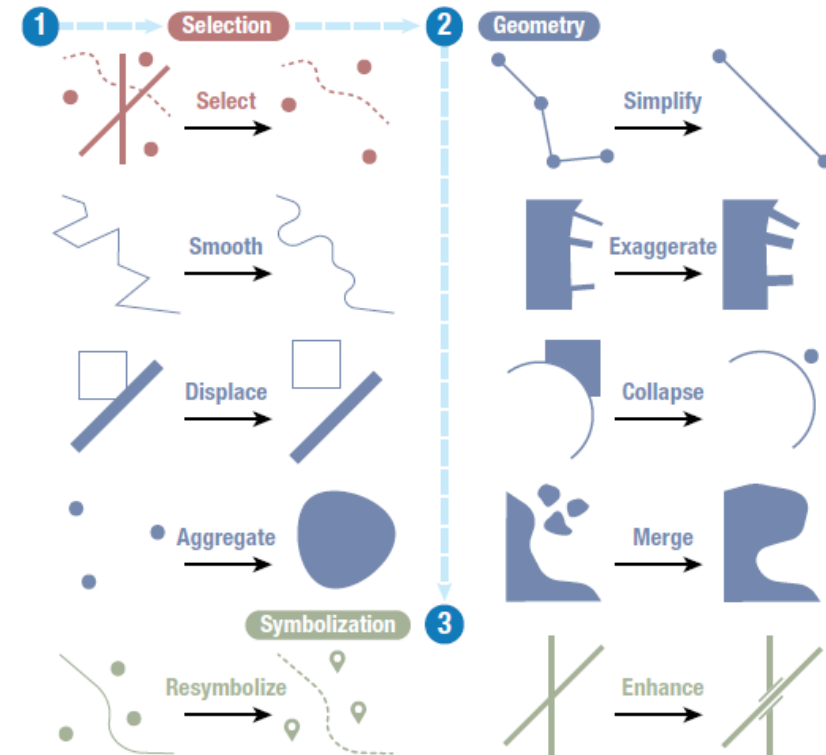 1
Selection
2
Geometry
Select
Simplify
Smooth
Exaggerate
Displace
Collapse
Aggregate
Merge
Symbolization
3
Resymbolize
Enhance